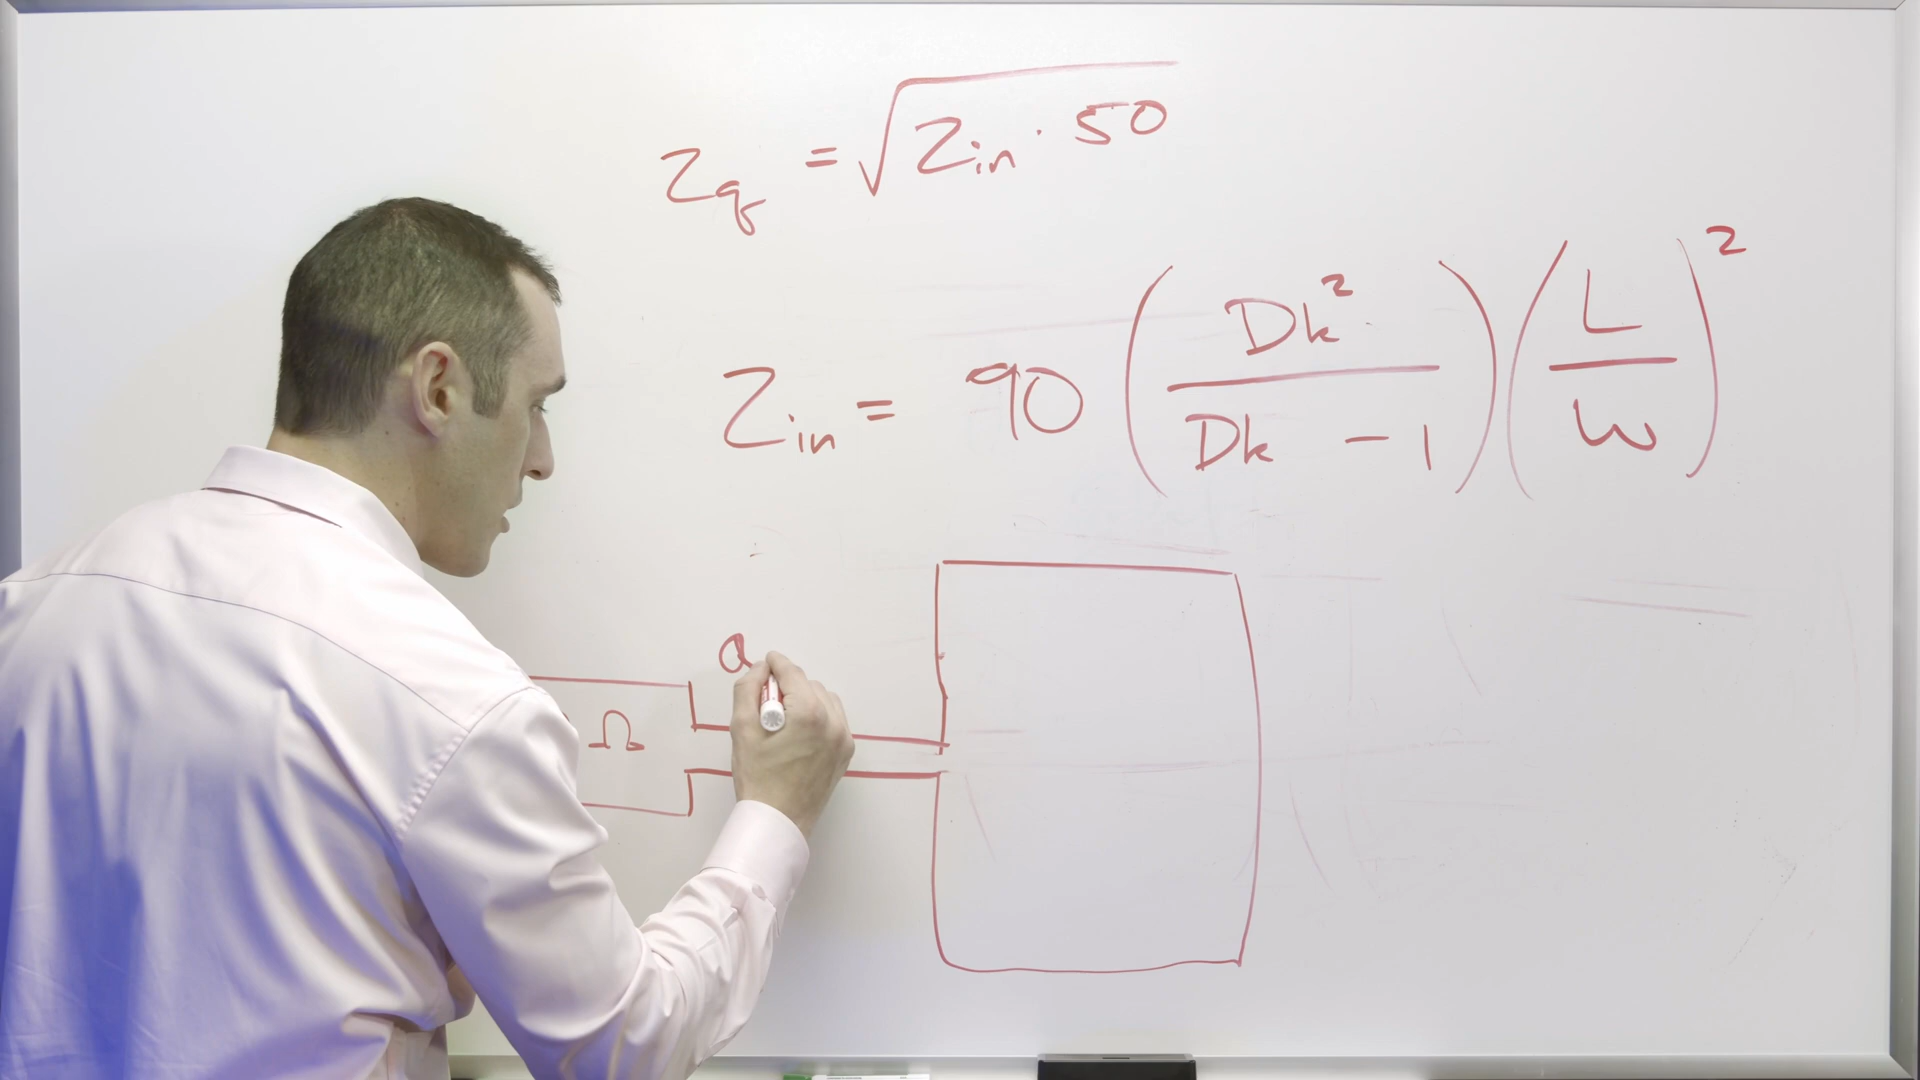 Zq = √Zin · 50
Zin = 90 (Dk² / Dk - 1) (L / W)²
a
Ω